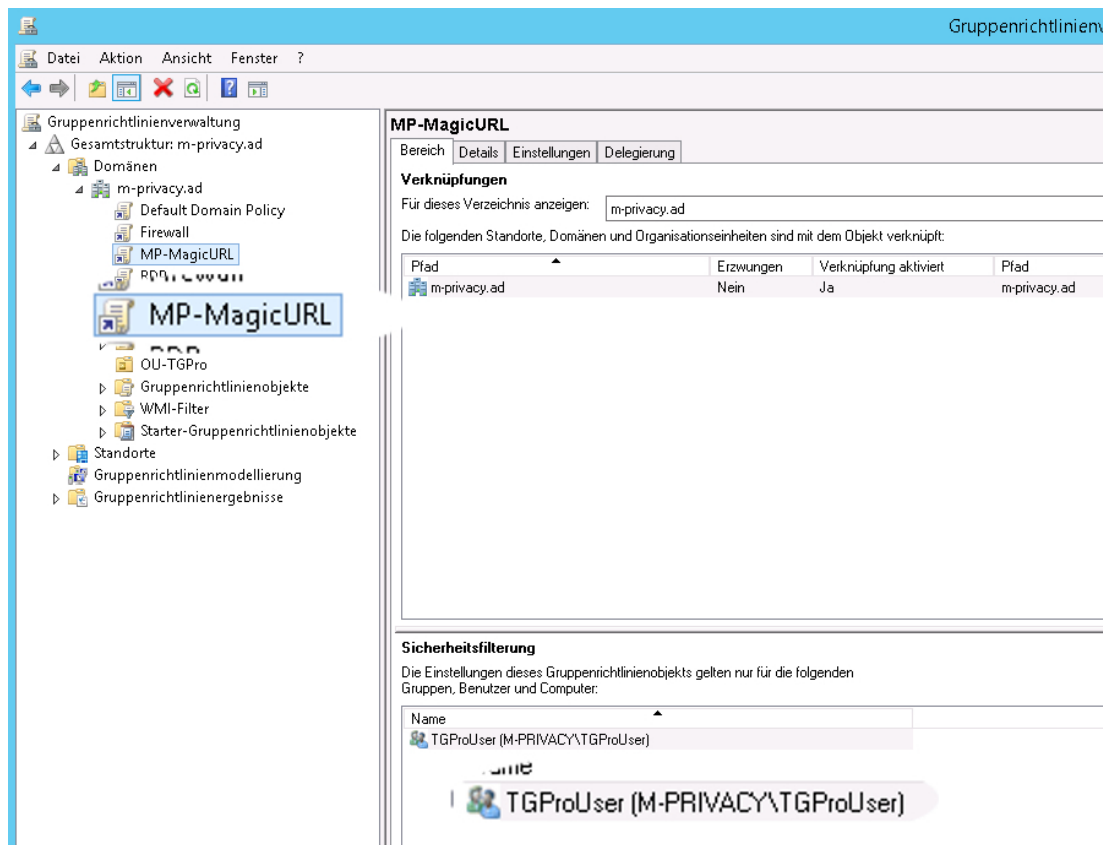 Gruppenrichtlinienv
Datei Aktion Ansicht Fenster ?
Gruppenrichtlinienverwaltung
Gesamtstruktur: m-privacy.ad
Domänen
m-privacy.ad
Default Domain Policy
Firewall
MP-MagicURL
MP-MagicURL
OU-TGPro
Gruppenrichtlinienobjekte
WMI-Filter
Starter-Gruppenrichtlinienobjekte
Standorte
Gruppenrichtlinienmodellierung
Gruppenrichtlinienergebnisse
MP-MagicURL
Bereich Details Einstellungen Delegierung
Verknüpfungen
Für dieses Verzeichnis anzeigen: m-privacy.ad
Die folgenden Standorte, Domänen und Organisationseinheiten sind mit dem Objekt verknüpft:
Pfad Erzwungen Verknüpfung aktiviert Pfad
m-privacy.ad Nein Ja m-privacy.ad
Sicherheitsfilterung
Die Einstellungen dieses Gruppenrichtlinienobjekts gelten nur für die folgenden
Gruppen, Benutzer und Computer:
Name
TGProUser (M-PRIVACY\TGProUser)
TGProUser (M-PRIVACY\TGProUser)